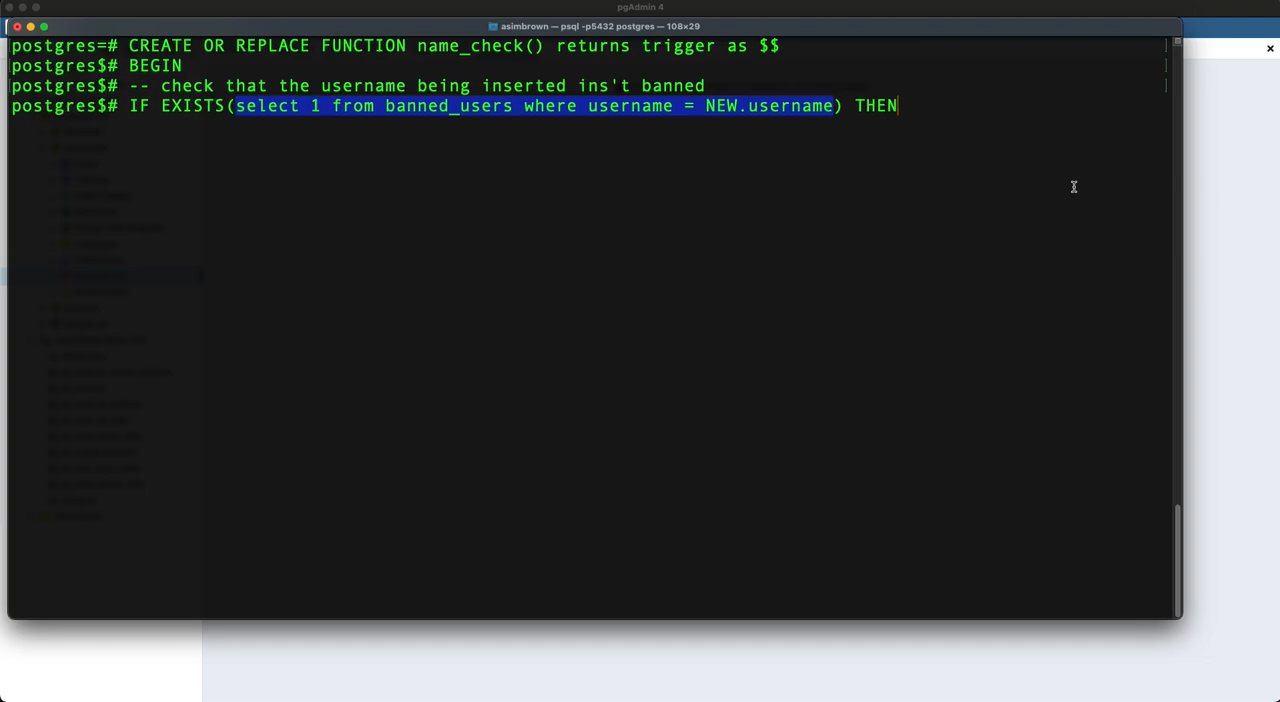 pgAdmin 4
asimbrown — psql -p5432 postgres — 108×29
postgres=# CREATE OR REPLACE FUNCTION name_check() returns trigger as $$
postgres$# BEGIN
postgres$# -- check that the username being inserted ins't banned
postgres$# IF EXISTS(select 1 from banned_users where username = NEW.username) THEN